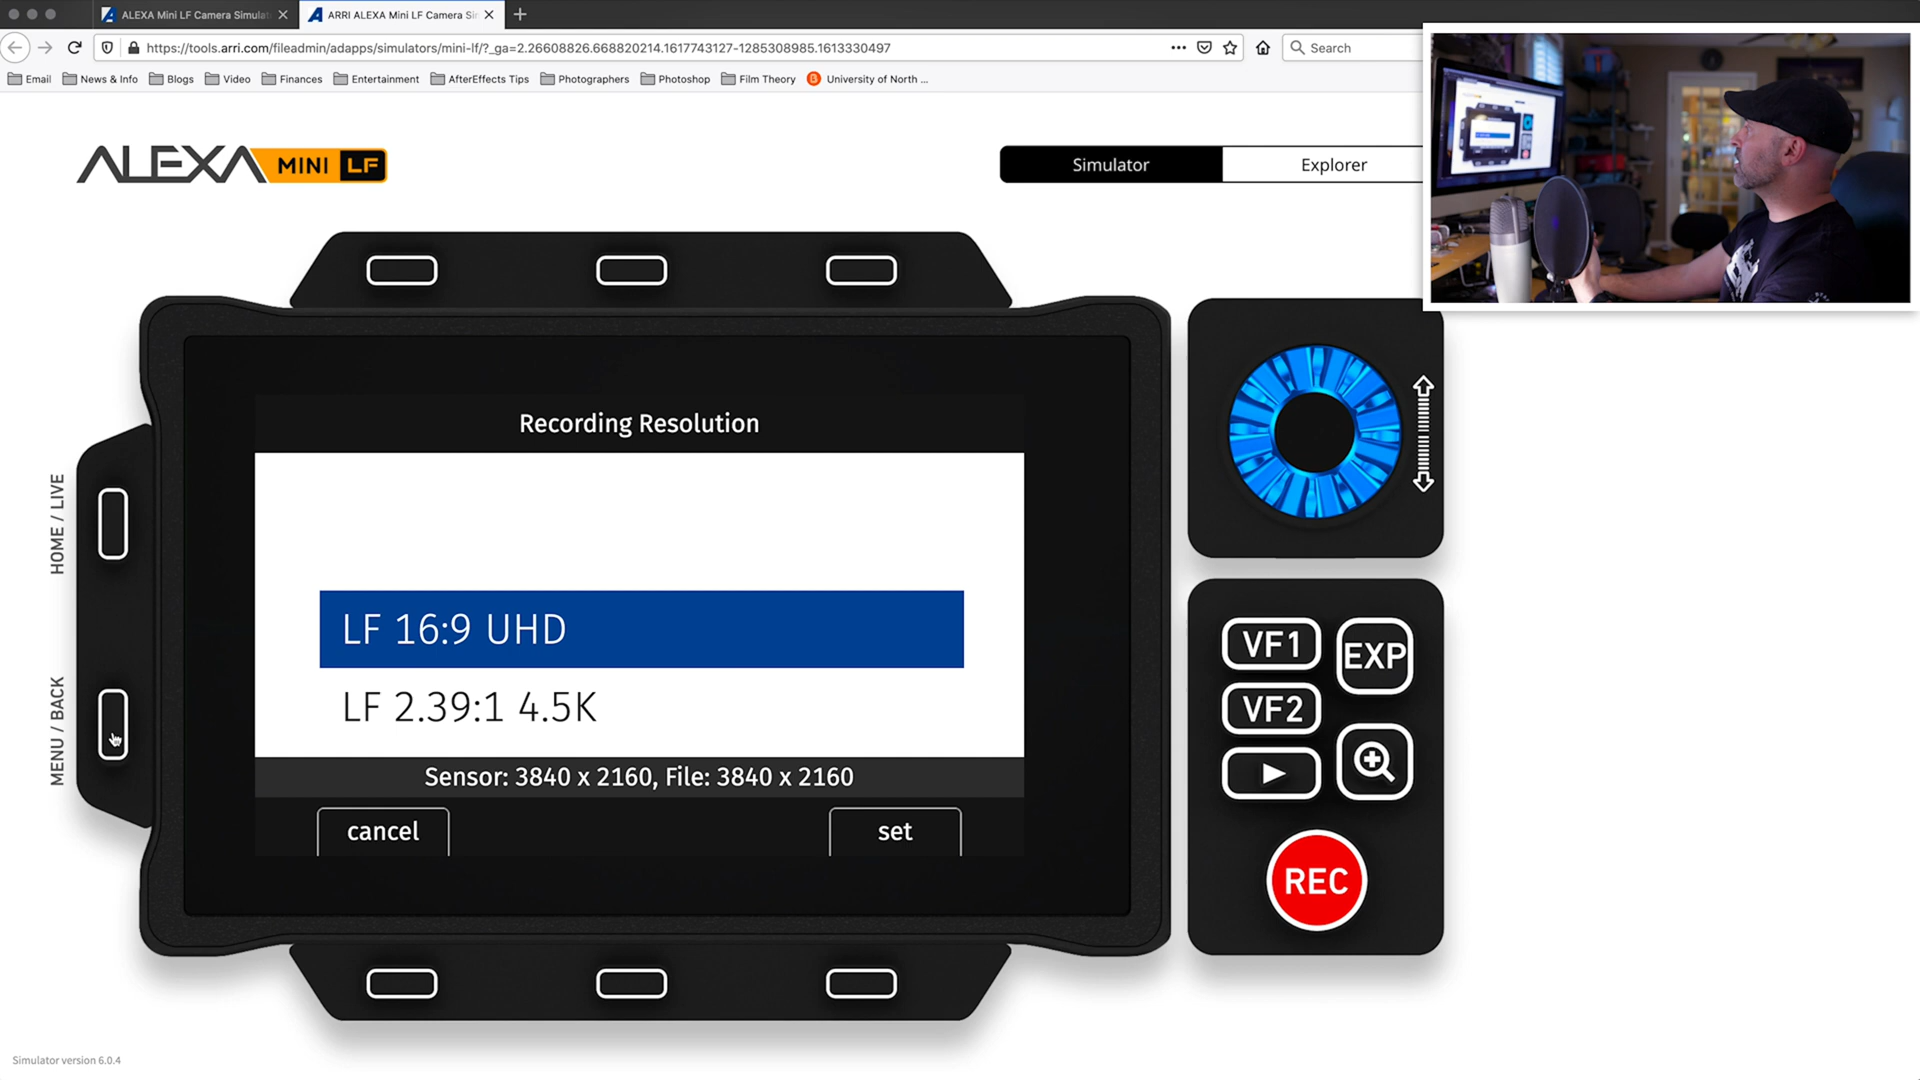 ALEXA Mini LF Camera Simulat
ARRI ALEXA Mini LF Camera Si
https://tools.arri.com/fileadmin/adapps/simulators/mini-lf/?_ga=2.26608826.668820214.1617743127-1285308985.1613330497
Search
Email
News & Info
Blogs
Video
Finances
Entertainment
AfterEffects Tips
Photographers
Photoshop
Film Theory
University of North ...
ALEXA MINI LF
Simulator
Explorer
HOME / LIVE
MENU / BACK
Recording Resolution
LF 16:9 UHD
LF 2.39:1 4.5K
Sensor: 3840 x 2160, File: 3840 x 2160
cancel
set
VF1
EXP
VF2
REC
Simulator version 6.0.4